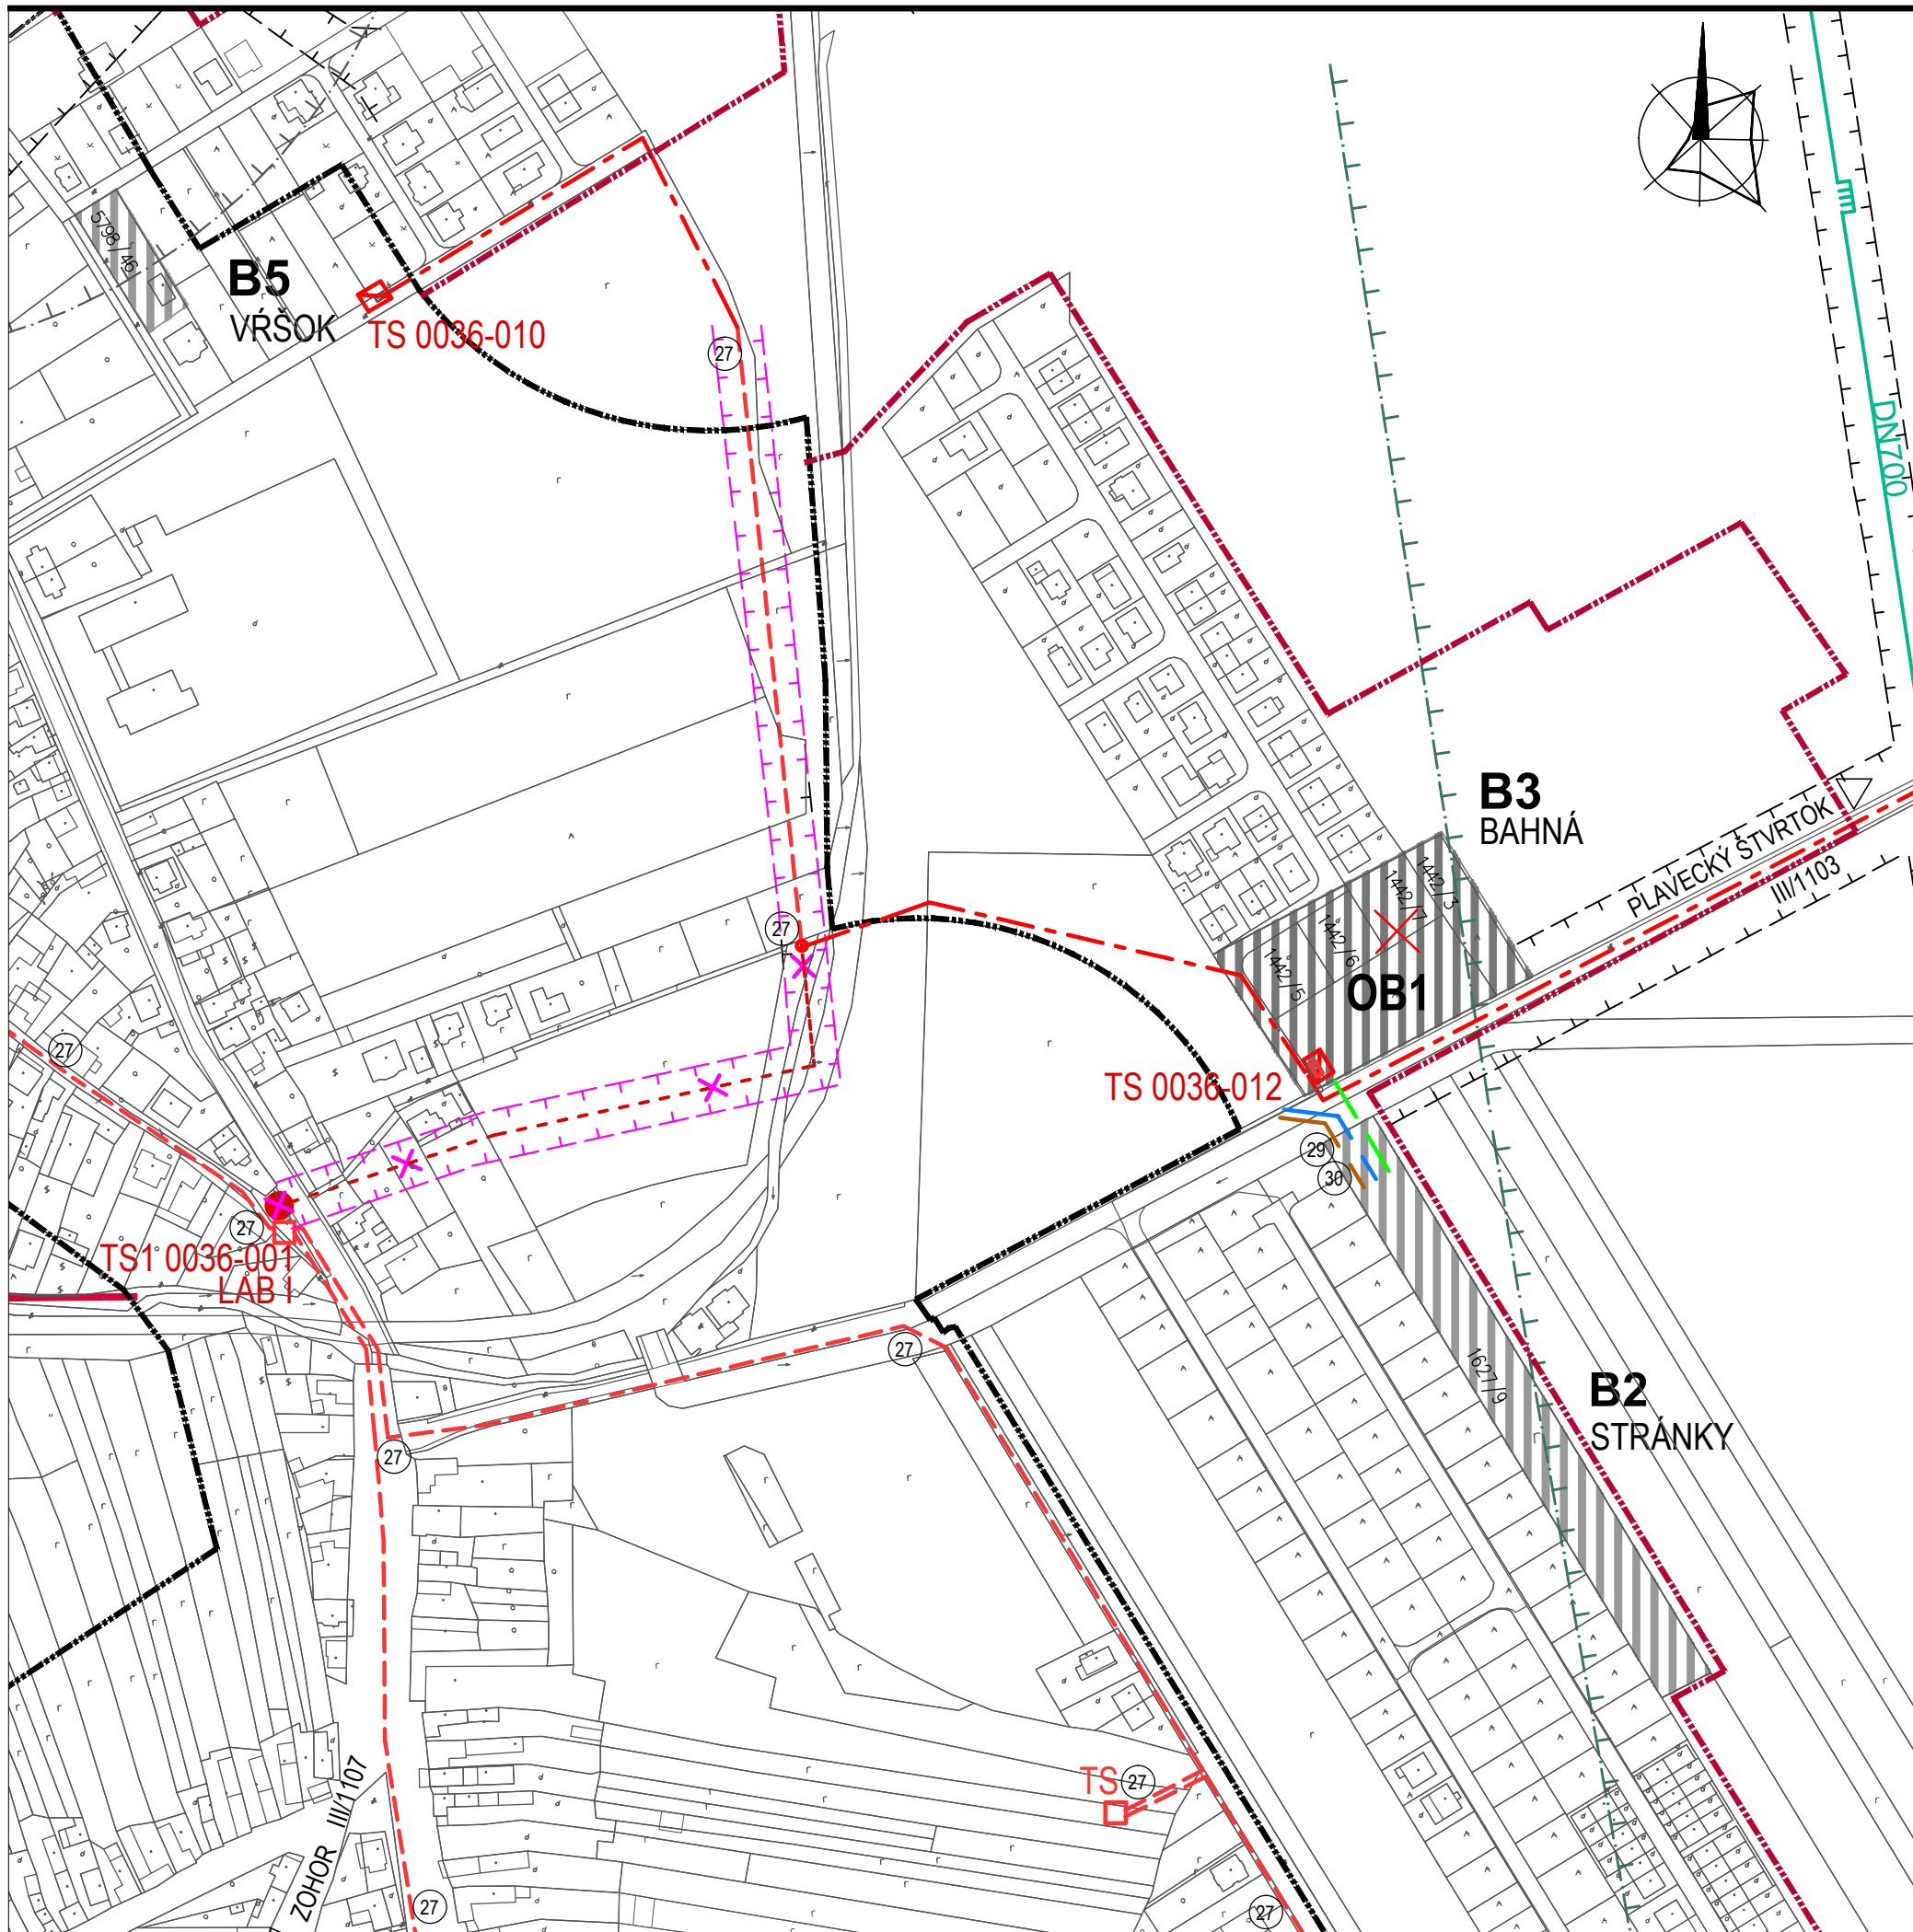 5798/46
B5
VŔŠOK
TS 0036-010
27
DN700
B3
BAHNÁ
PLAVECKÝ ŠTVRTOK
III/1103
1442/3
1442/7
1442/6
1442/5
OB1
27
27
TS 0036-012
29
30
27
TS1 0036-001
LAB I
27
27
1627/9
B2
STRÁNKY
TS
27
ZOHOR III/1107
27
27